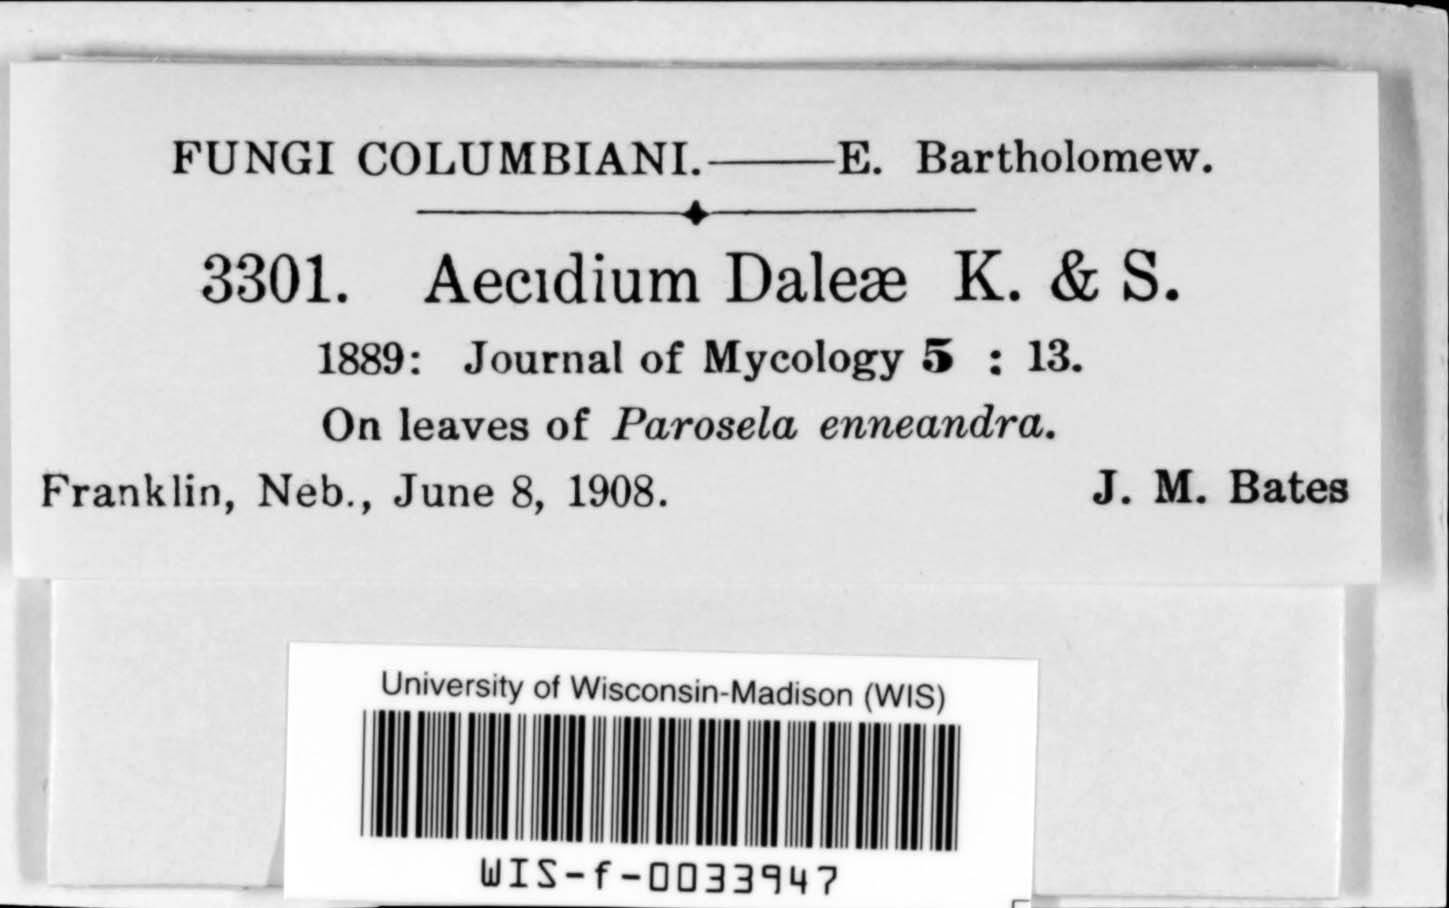 FUNGI COLUMBIANI.——E. Bartholomew.
3301. Aecidium Daleæ K. & S.
1889: Journal of Mycology 5 : 13.
On leaves of Parosela enneandra.
Franklin, Neb., June 8, 1908. J. M. Bates
University of Wisconsin-Madison (WIS)
WIS-f-0033947